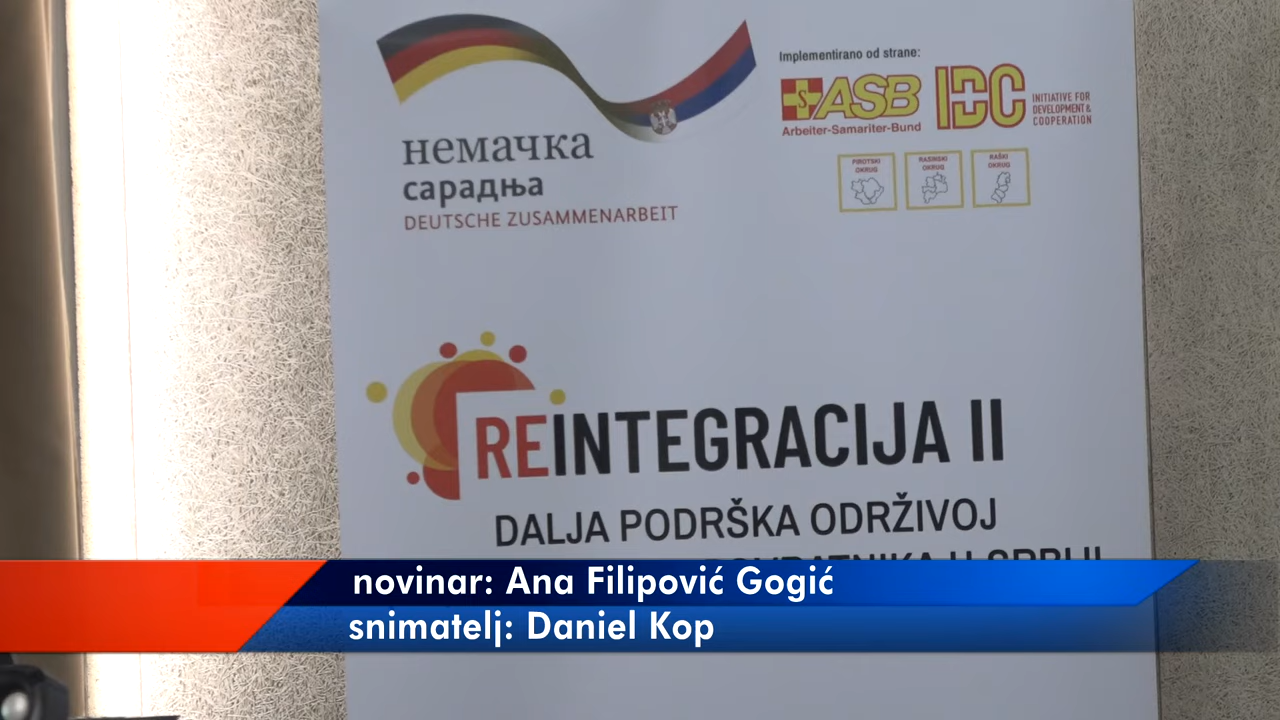 Implementirano od strane:
ASB
Arbeiter-Samariter-Bund
IDC
INITIATIVE FOR
DEVELOPMENT &
COOPERATION
PIROTSKI
OKRUG
RASINSKI
OKRUG
RAŠKI
OKRUG
немачка
сарадња
DEUTSCHE ZUSAMMENARBEIT
REINTEGRACIJA II
DALJA PODRŠKA ODRŽIVOJ
U SRBIJI
novinar: Ana Filipović Gogić
snimatelj: Daniel Kop